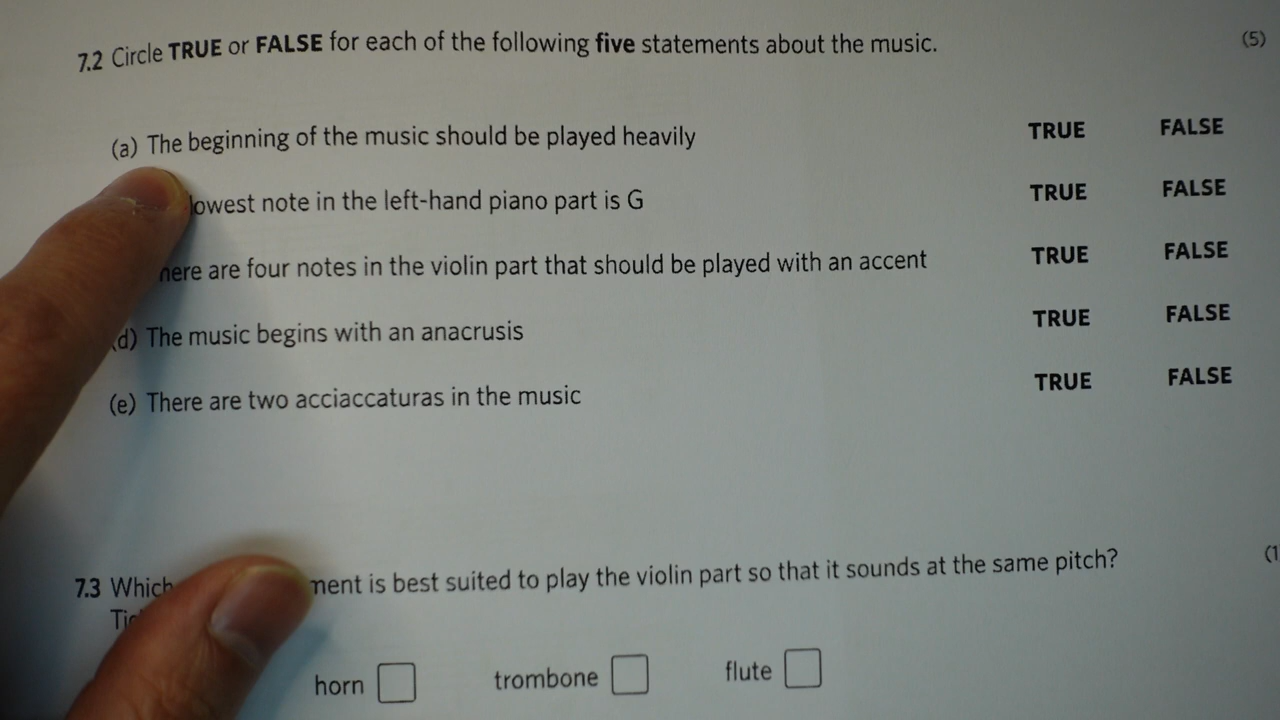 7.2 Circle TRUE or FALSE for each of the following five statements about the music. (5)
(a) The beginning of the music should be played heavily TRUE FALSE
lowest note in the left-hand piano part is G TRUE FALSE
here are four notes in the violin part that should be played with an accent TRUE FALSE
(d) The music begins with an anacrusis TRUE FALSE
(e) There are two acciaccaturas in the music TRUE FALSE
7.3 Which ment is best suited to play the violin part so that it sounds at the same pitch? (1
horn trombone flute